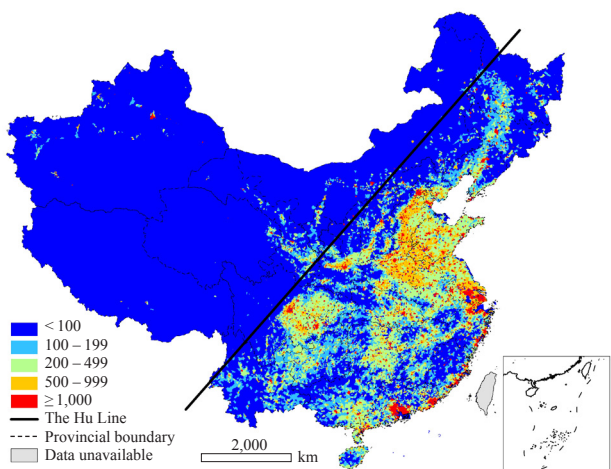 < 100
100 – 199
200 – 499
500 – 999
≥ 1,000
The Hu Line
Provincial boundary
Data unavailable
2,000
km